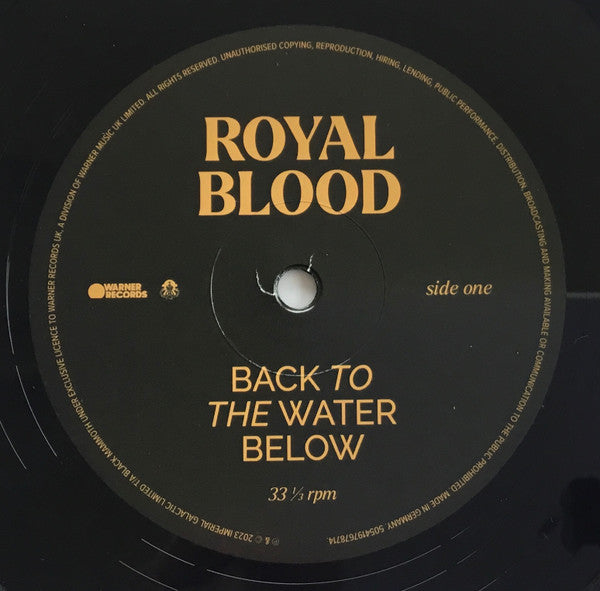 ROYAL
BLOOD
WARNER
RECORDS
side one
BACK TO
THE WATER
BELOW
33 ⅓ rpm
℗ & © 2023 IMPERIAL GALACTIC LIMITED T/A BLACK MAMMOTH UNDER EXCLUSIVE LICENCE TO WARNER RECORDS UK, A DIVISION OF WARNER MUSIC UK LIMITED. ALL RIGHTS RESERVED. UNAUTHORISED COPYING, REPRODUCTION, HIRING, LENDING, PUBLIC PERFORMANCE, DISTRIBUTION, BROADCASTING AND MAKING AVAILABLE OR COMMUNICATION TO THE PUBLIC PROHIBITED. MADE IN GERMANY. 5054197678714.